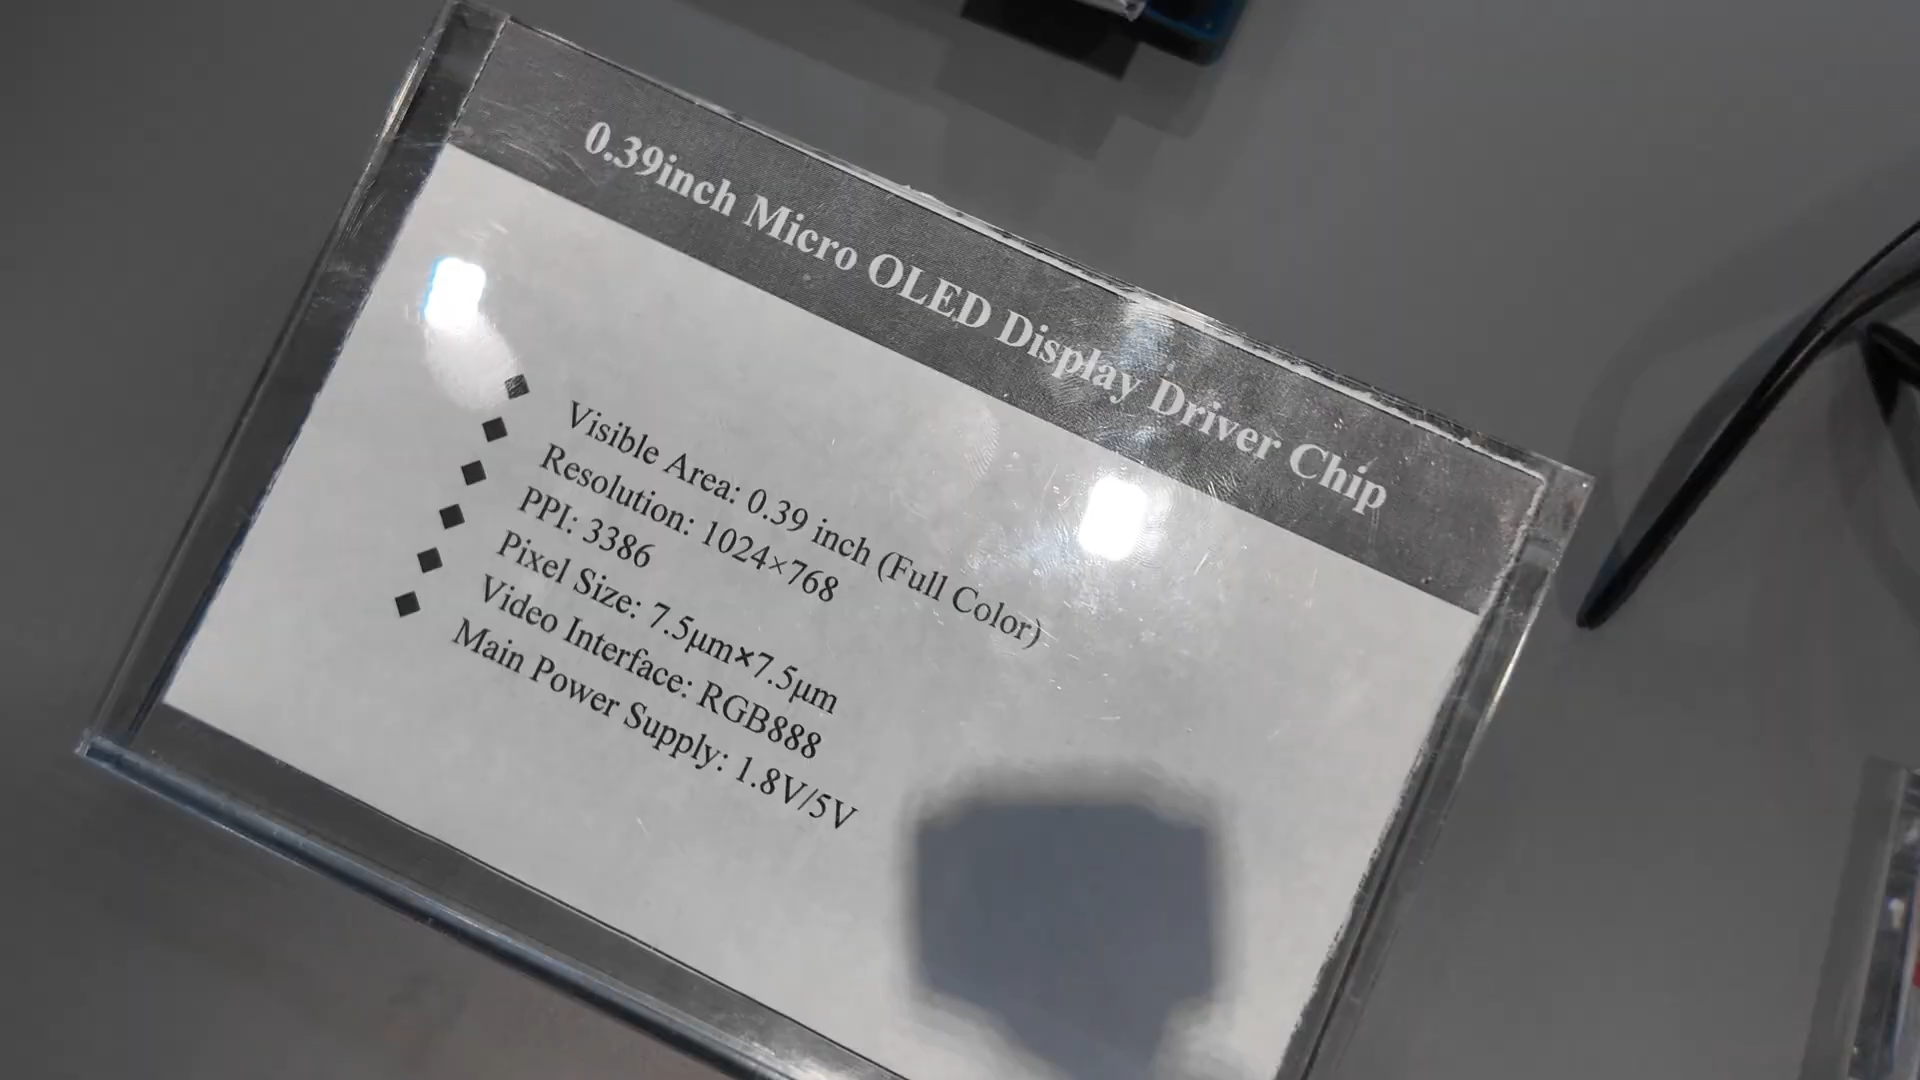 0.39inch Micro OLED Display Driver Chip
◆ Visible Area: 0.39 inch (Full Color)
◆ Resolution: 1024×768
◆ PPI: 3386
◆ Pixel Size: 7.5μm×7.5μm
◆ Video Interface: RGB888
◆ Main Power Supply: 1.8V/5V